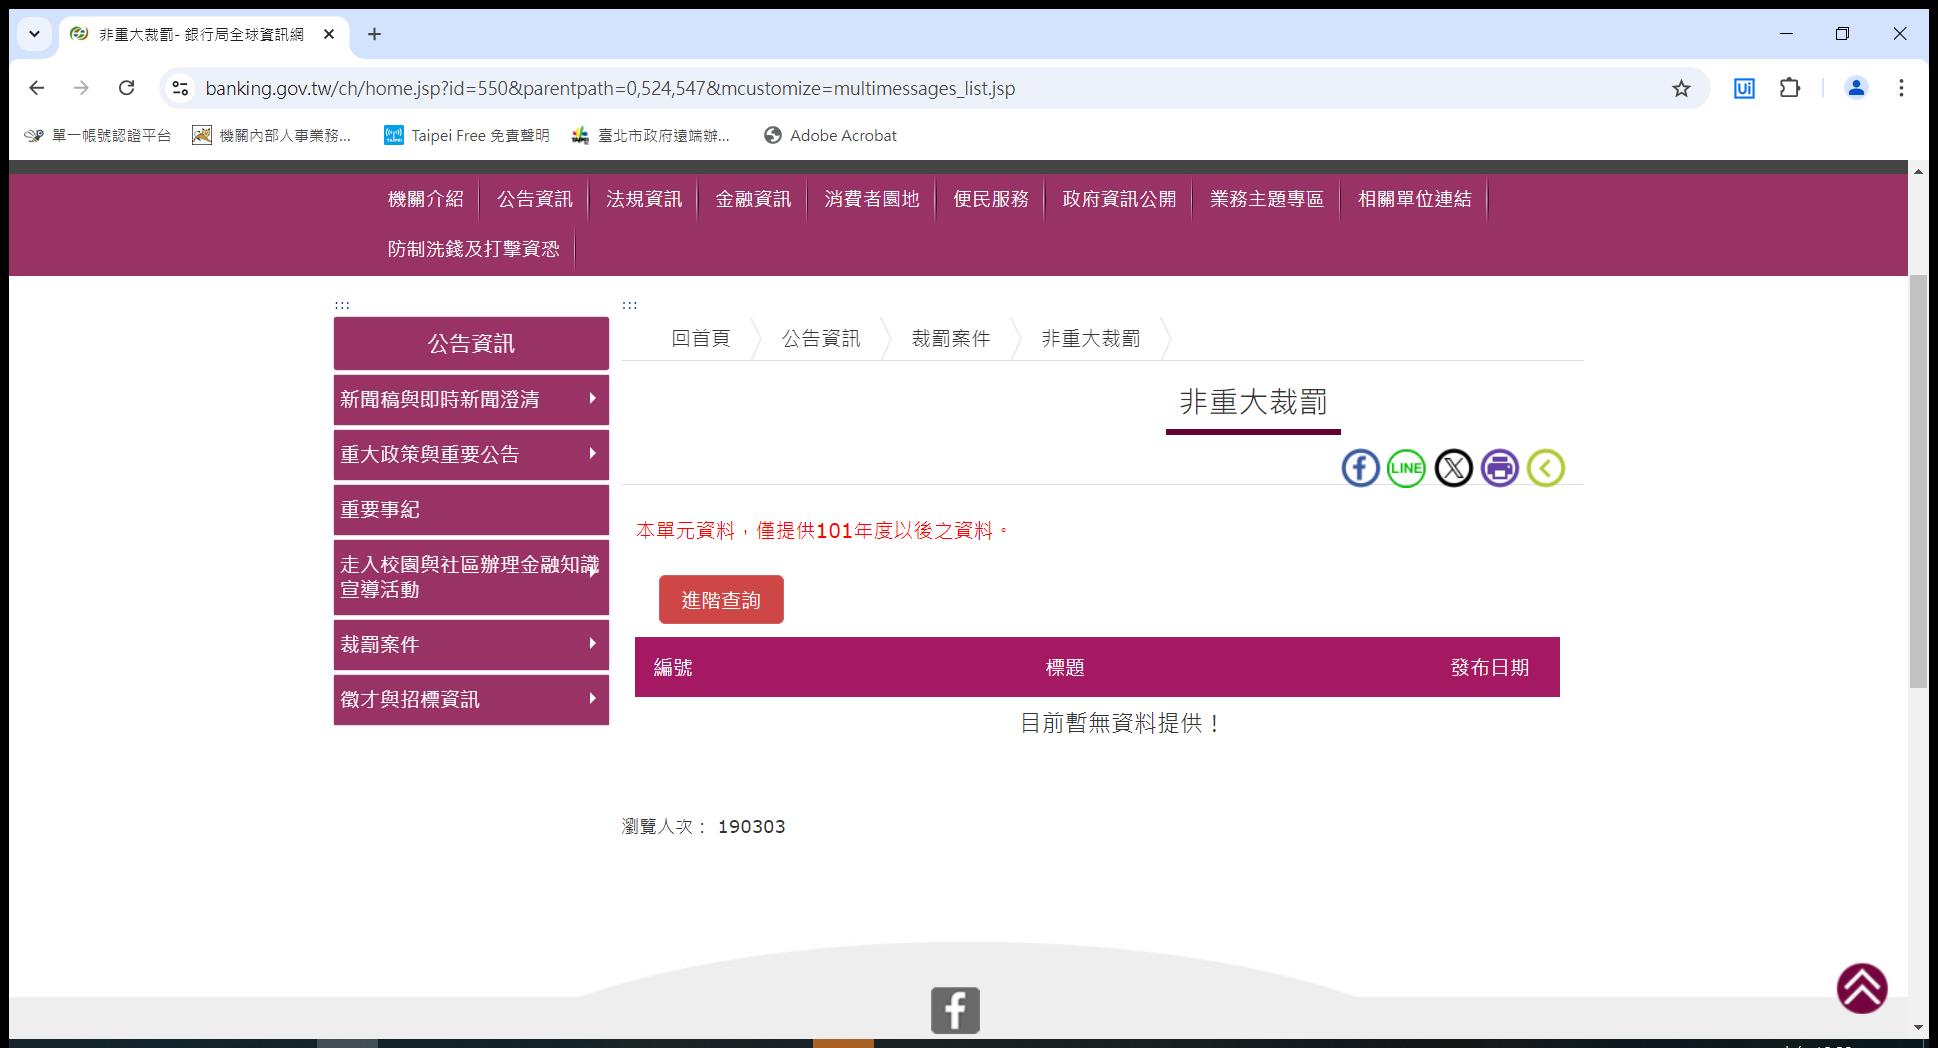 非重大裁罰- 銀行局全球資訊網
banking.gov.tw/ch/home.jsp?id=550&parentpath=0,524,547&mcustomize=multimessages_list.jsp
單一帳號認證平台 機關內部人事業務... Taipei Free 免責聲明 臺北市政府遠端辦... Adobe Acrobat
機關介紹 公告資訊 法規資訊 金融資訊 消費者園地 便民服務 政府資訊公開 業務主題專區 相關單位連結
防制洗錢及打擊資恐
:::
公告資訊
新聞稿與即時新聞澄清
重大政策與重要公告
重要事紀
走入校園與社區辦理金融知識
宣導活動
裁罰案件
徵才與招標資訊
:::
回首頁 公告資訊 裁罰案件 非重大裁罰
非重大裁罰
LINE
本單元資料，僅提供101年度以後之資料。
進階查詢
編號 標題 發布日期
目前暫無資料提供！
瀏覽人次： 190303